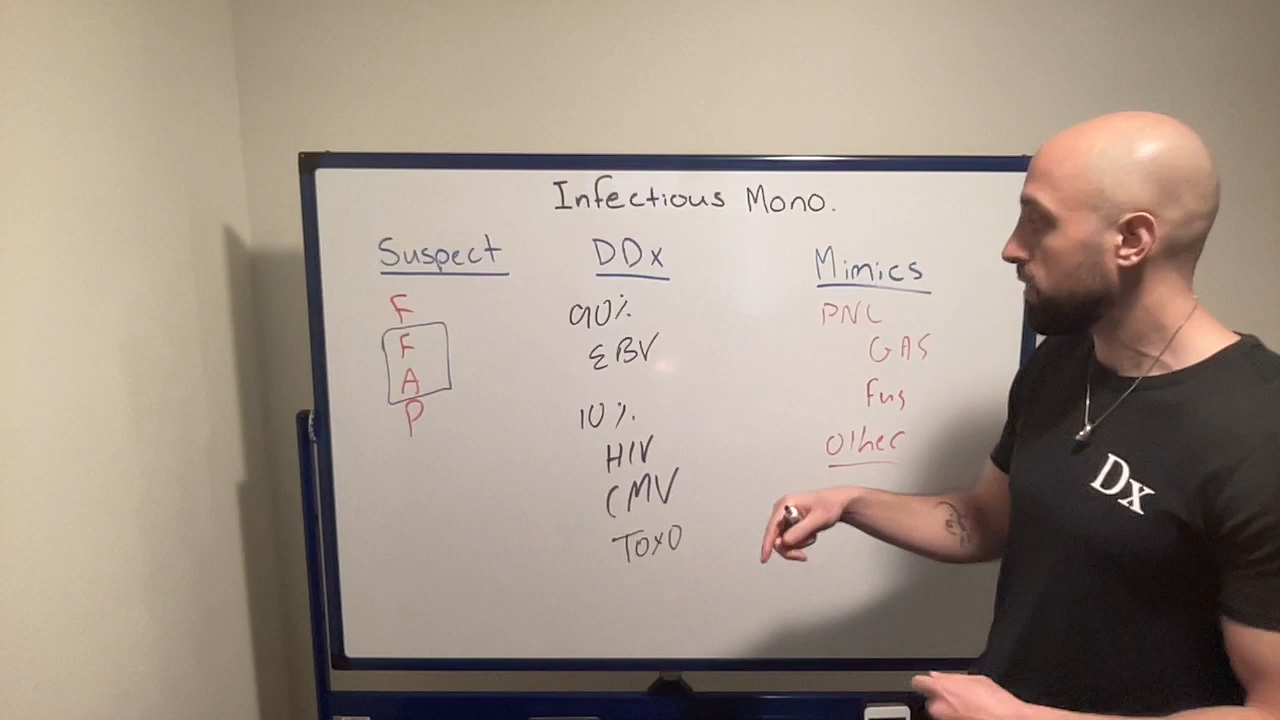 Infectious Mono.
Suspect
F
F
A
P
DDx
90%
EBV
10%
HIV
CMV
TOXO
Mimics
PNC
GAS
Fus
Other
Dx